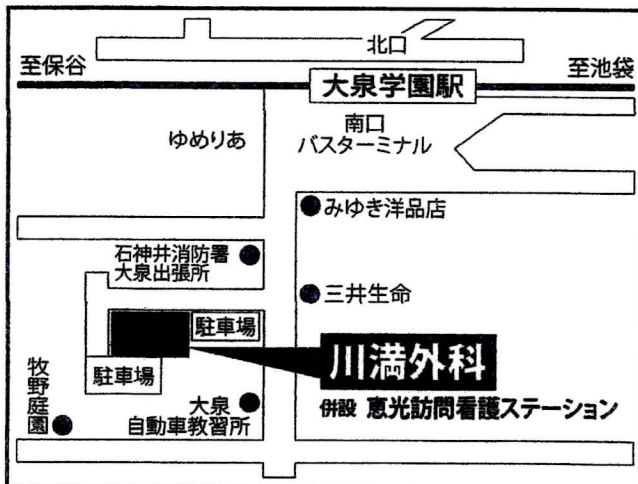 北口
至保谷
至池袋
大泉学園駅
南口
バスターミナル
ゆめりあ
みゆき洋品店
石神井消防署
大泉出張所
三井生命
駐車場
川満外科
駐車場
併設 恵光訪問看護ステーション
牧野庭園
大泉
自動車教習所